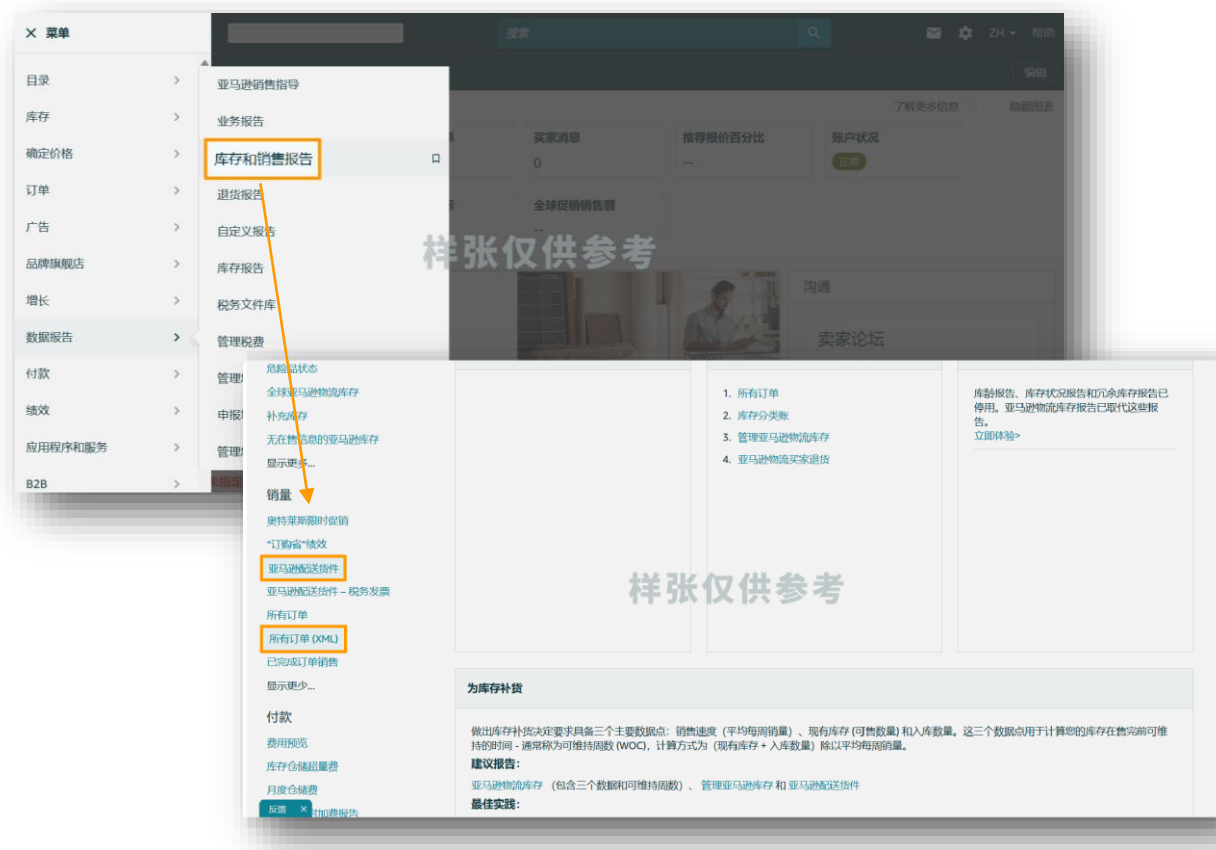 × 菜单
搜索
ZH
帮助
目录
库存
确定价格
订单
广告
品牌旗舰店
增长
数据报告
付款
绩效
应用程序和服务
B2B
亚马逊销售指导
业务报告
库存和销售报告
退货报告
自定义报告
库存报告
税务文件库
管理税费
管理
申报
管理
编辑
了解更多信息
隐藏图表
买家消息
0
推荐报价百分比
--
账户状况
正常
全球促销销售额
--
样张仅供参考
沟通
卖家论坛
危险品状态
全球亚马逊物流库存
补充库存
无在售信息的亚马逊库存
显示更多...
销量
奥特莱斯限时促销
“订购省”绩效
亚马逊配送货件
亚马逊配送货件 – 税务发票
所有订单
所有订单 (XML)
已完成订单销售
显示更少...
付款
费用预览
库存仓储超量费
月度仓储费
反馈 ×
附加费报告
1. 所有订单
2. 库存分类账
3. 管理亚马逊物流库存
4. 亚马逊物流买家退货
库龄报告、库存状况报告和冗余库存报告已
停用。亚马逊物流库存报告已取代这些报
告。
立即体验>
样张仅供参考
为库存补货
做出库存补货决定要求具备三个主要数据点：销售速度（平均每周销量）、现有库存 (可售数量) 和入库数量。这三个数据点用于计算您的库存在售完前可维
持的时间 - 通常称为可维持周数 (WOC)，计算方式为（现有库存 + 入库数量）除以平均每周销量。
建议报告：
亚马逊物流库存 （包含三个数据和可维持周数）、 管理亚马逊库存 和 亚马逊配送货件
最佳实践：